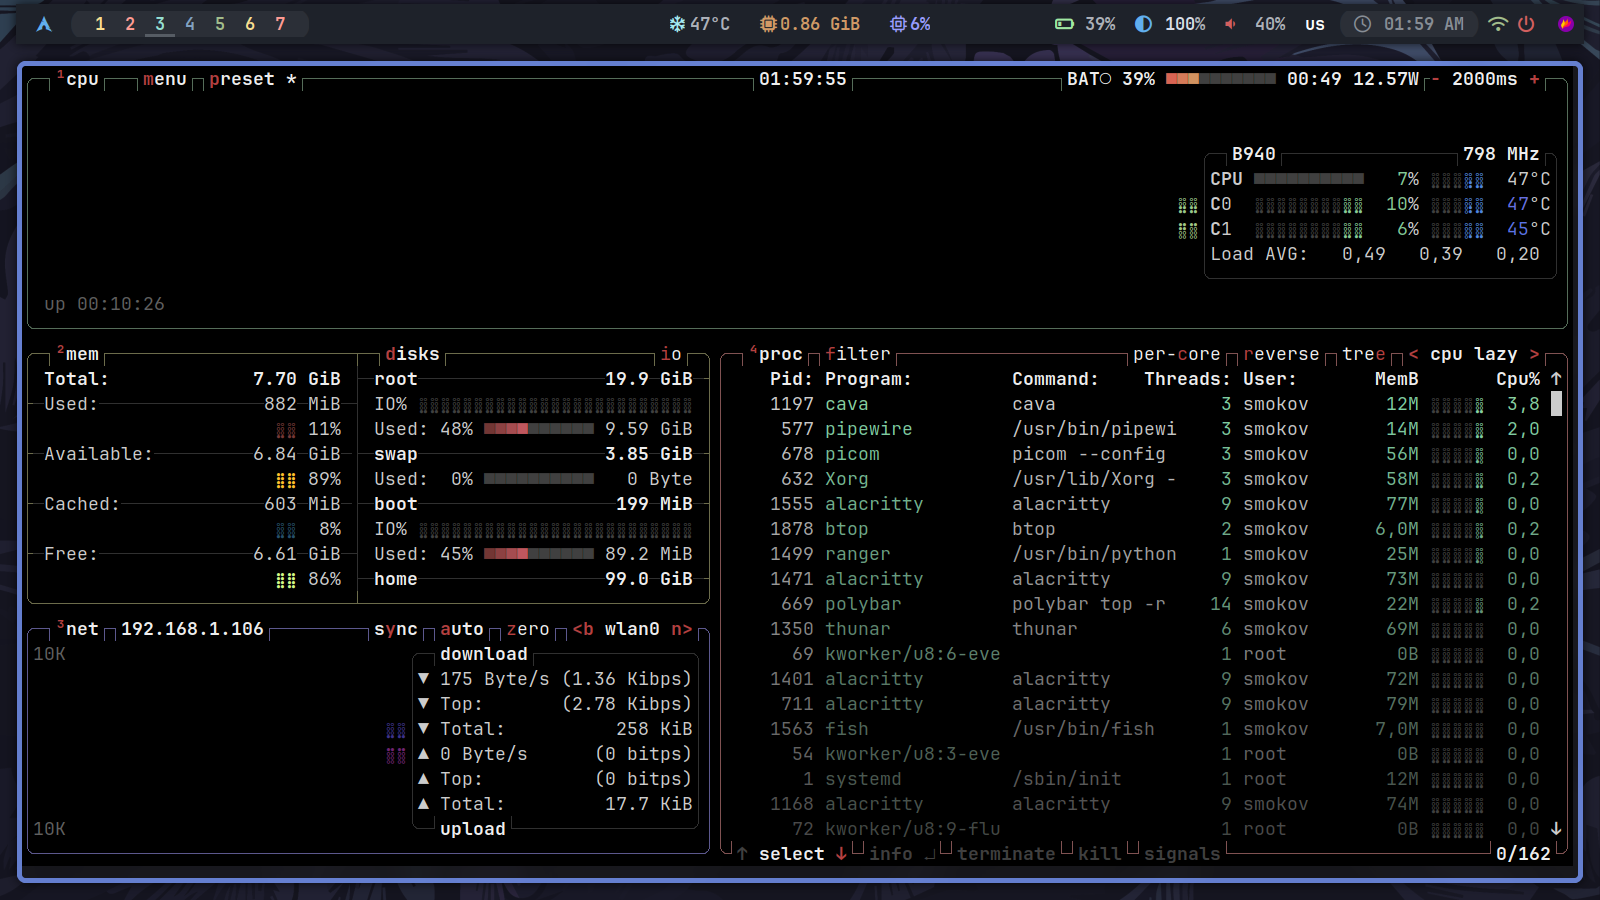 1 2 3 4 5 6 7 47°C 0.86 GiB 6% 39% 100% 40% US 01:59 AM
1cpu menu preset * 01:59:55 BAT○ 39% 00:49 12.57W - 2000ms +
B940 798 MHz
CPU 7% 47°C
C0 10% 47°C
C1 6% 45°C
Load AVG: 0,49 0,39 0,20
up 00:10:26
2mem disks io
Total: 7.70 GiB root 19.9 GiB
Used: 882 MiB IO%
11% Used: 48% 9.59 GiB
Available: 6.84 GiB swap 3.85 GiB
89% Used: 0% 0 Byte
Cached: 603 MiB boot 199 MiB
8% IO%
Free: 6.61 GiB Used: 45% 89.2 MiB
86% home 99.0 GiB
3net 192.168.1.106 sync auto zero <b wlan0 n>
10K download
▼ 175 Byte/s (1.36 Kibps)
▼ Top: (2.78 Kibps)
▼ Total: 258 KiB
▲ 0 Byte/s (0 bitps)
▲ Top: (0 bitps)
▲ Total: 17.7 KiB
10K upload
4proc filter per-core reverse tree < cpu lazy >
Pid: Program: Command: Threads: User: MemB Cpu% ↑
1197 cava cava 3 smokov 12M 3,8
577 pipewire /usr/bin/pipewi 3 smokov 14M 2,0
678 picom picom --config 3 smokov 56M 0,0
632 Xorg /usr/lib/Xorg - 3 smokov 58M 0,2
1555 alacritty alacritty 9 smokov 77M 0,0
1878 btop btop 2 smokov 6,0M 0,2
1499 ranger /usr/bin/python 1 smokov 25M 0,0
1471 alacritty alacritty 9 smokov 73M 0,0
669 polybar polybar top -r 14 smokov 22M 0,2
1350 thunar thunar 6 smokov 69M 0,0
69 kworker/u8:6-eve 1 root 0B 0,0
1401 alacritty alacritty 9 smokov 72M 0,0
711 alacritty alacritty 9 smokov 79M 0,0
1563 fish /usr/bin/fish 1 smokov 7,0M 0,0
54 kworker/u8:3-eve 1 root 0B 0,0
1 systemd /sbin/init 1 root 12M 0,0
1168 alacritty alacritty 9 smokov 74M 0,0
72 kworker/u8:9-flu 1 root 0B 0,0 ↓
↑ select ↓ info ↵ terminate kill signals 0/162